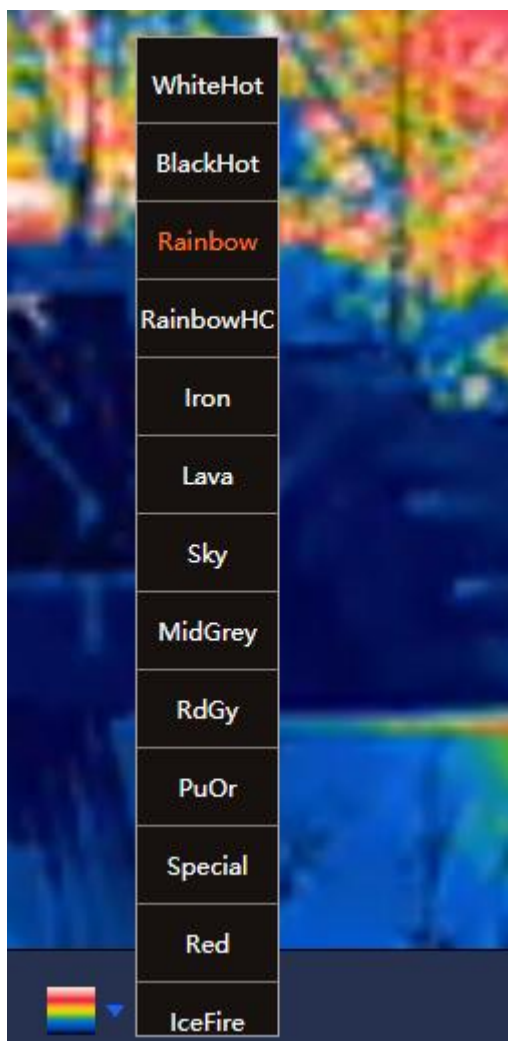 WhiteHot
BlackHot
Rainbow
RainbowHC
Iron
Lava
Sky
MidGrey
RdGy
PuOr
Special
Red
IceFire